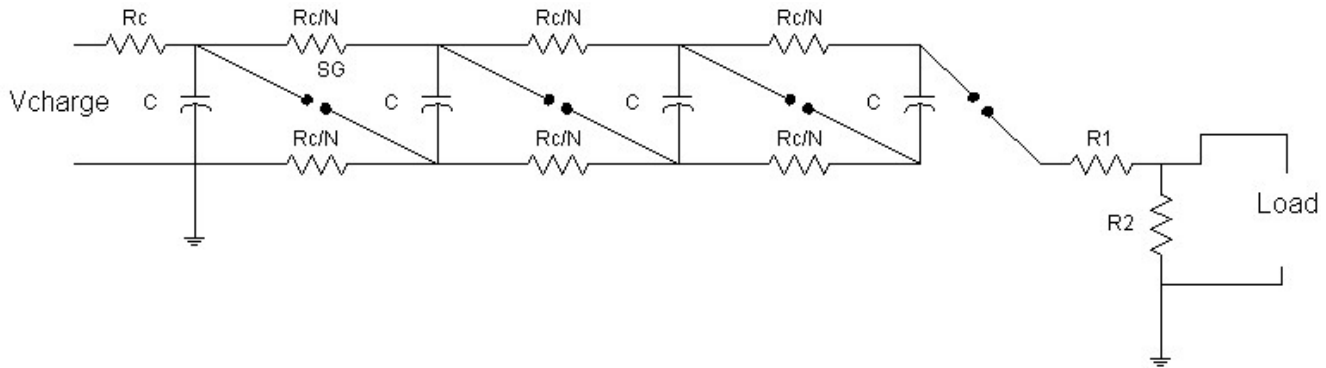 Rc
Rc/N
Rc/N
Rc/N
SG
Vcharge
C
C
C
C
Rc/N
Rc/N
Rc/N
R1
R2
Load